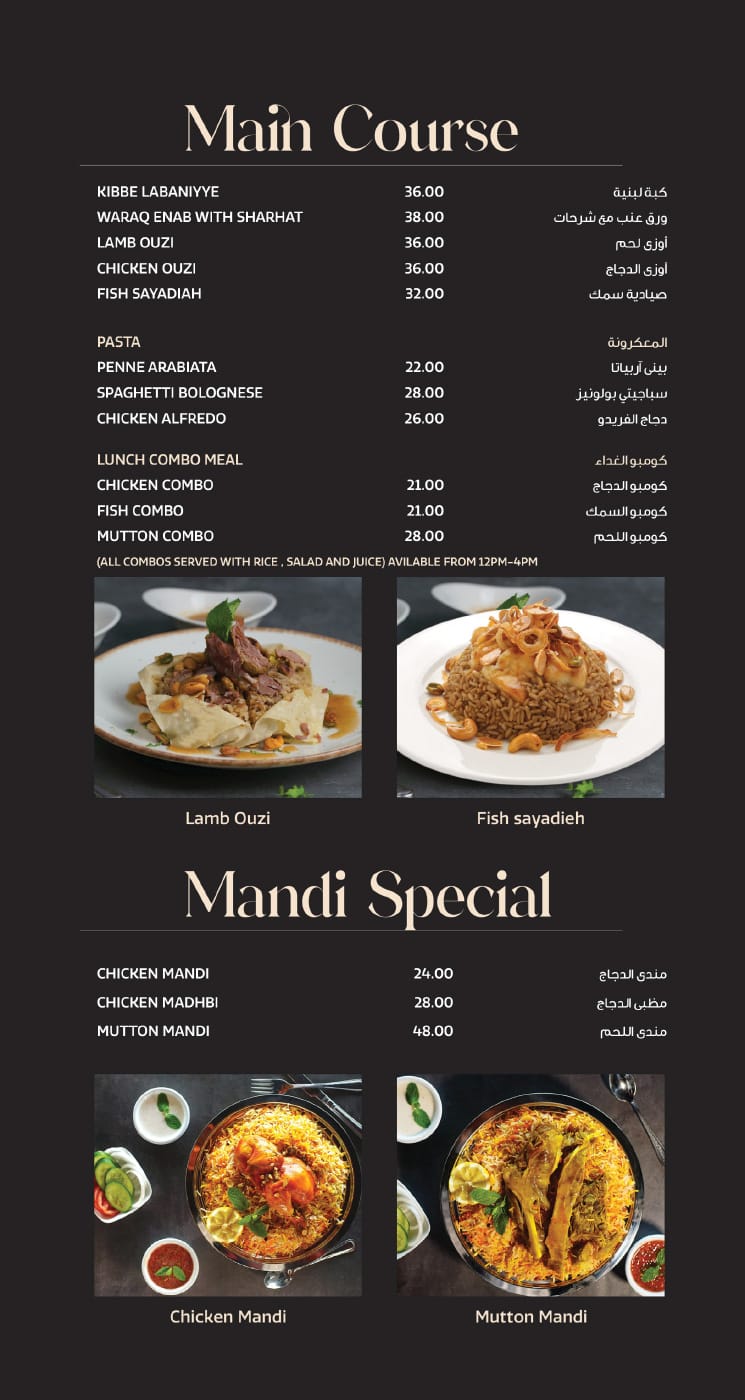 Main Course
KIBBE LABANIYYE 36.00 كبة لبنية
WARAQ ENAB WITH SHARHAT 38.00 ورق عنب مع شرحات
LAMB OUZI 36.00 أوزي لحم
CHICKEN OUZI 36.00 أوزي الدجاج
FISH SAYADIAH 32.00 صيادية سمك
PASTA المعكرونة
PENNE ARABIATA 22.00 بيني آربياتا
SPAGHETTI BOLOGNESE 28.00 سباجيتي بولونيز
CHICKEN ALFREDO 26.00 دجاج الفريدو
LUNCH COMBO MEAL كومبو الغداء
CHICKEN COMBO 21.00 كومبو الدجاج
FISH COMBO 21.00 كومبو السمك
MUTTON COMBO 28.00 كومبو اللحم
(ALL COMBOS SERVED WITH RICE , SALAD AND JUICE) AVILABLE FROM 12PM-4PM
Lamb Ouzi Fish sayadieh
Mandi Special
CHICKEN MANDI 24.00 مندي الدجاج
CHICKEN MADHBI 28.00 مظبي الدجاج
MUTTON MANDI 48.00 مندي اللحم
Chicken Mandi Mutton Mandi